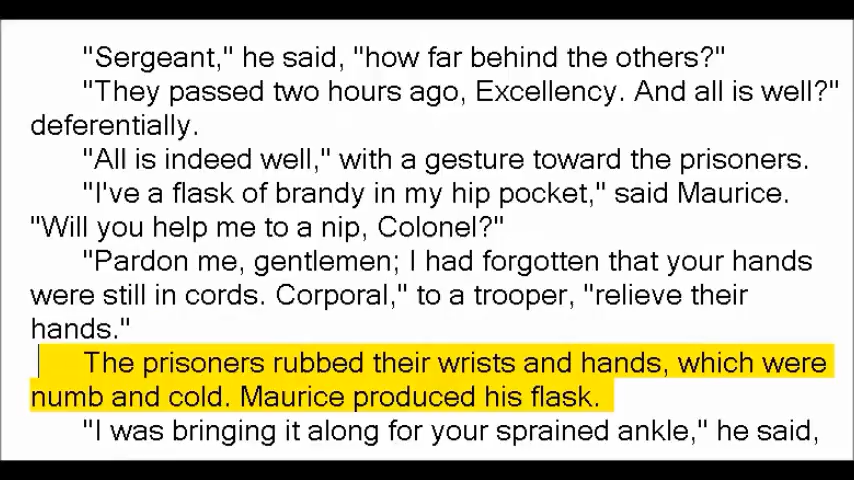 "Sergeant," he said, "how far behind the others?"
"They passed two hours ago, Excellency. And all is well?"
deferentially.
"All is indeed well," with a gesture toward the prisoners.
"I've a flask of brandy in my hip pocket," said Maurice.
"Will you help me to a nip, Colonel?"
"Pardon me, gentlemen; I had forgotten that your hands
were still in cords. Corporal," to a trooper, "relieve their
hands."
The prisoners rubbed their wrists and hands, which were
numb and cold. Maurice produced his flask.
"I was bringing it along for your sprained ankle," he said,